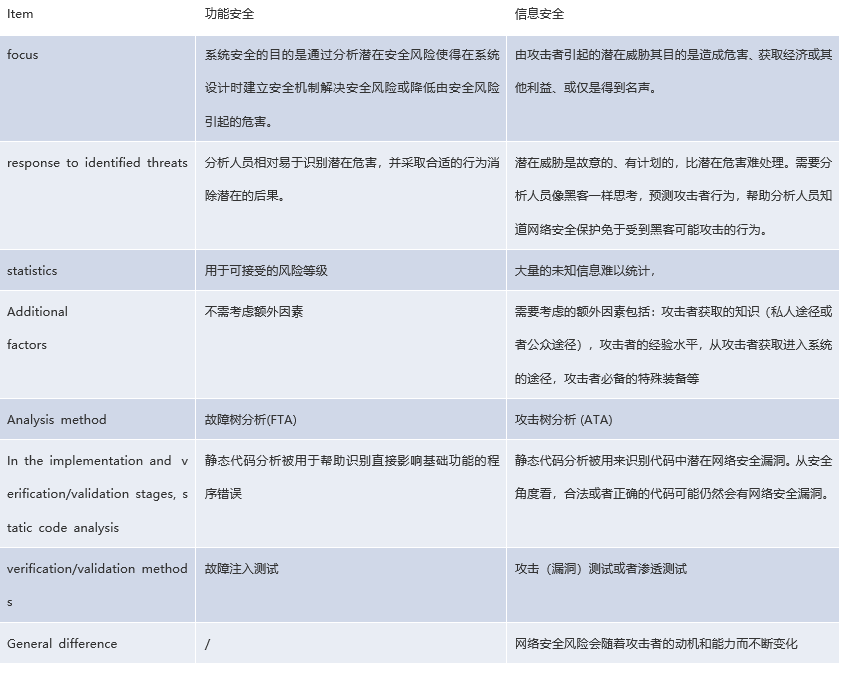 Item
功能安全
信息安全
focus
系统安全的目的是通过分析潜在安全风险使得在系统
设计时建立安全机制解决安全风险或降低由安全风险
引起的危害。
由攻击者引起的潜在威胁其目的是造成危害、获取经济或其
他利益、或仅是得到名声。
response to identified threats
分析人员相对易于识别潜在危害，并采取合适的行为消
除潜在的后果。
潜在威胁是故意的、有计划的，比潜在危害难处理。需要分
析人员像黑客一样思考，预测攻击者行为，帮助分析人员知
道网络安全保护免于受到黑客可能攻击的行为。
statistics
用于可接受的风险等级
大量的未知信息难以统计，
Additional
factors
不需考虑额外因素
需要考虑的额外因素包括：攻击者获取的知识（私人途径或
者公众途径），攻击者的经验水平，从攻击者获取进入系统
的途径，攻击者必备的特殊装备等
Analysis method
故障树分析(FTA)
攻击树分析 (ATA)
In the implementation and v
erification/validation stages, s
tatic code analysis
静态代码分析被用于帮助识别直接影响基础功能的程
序错误
静态代码分析被用来识别代码中潜在网络安全漏洞。从安全
角度看，合法或者正确的代码可能仍然会有网络安全漏洞。
verification/validation method
s
故障注入测试
攻击（漏洞）测试或者渗透测试
General difference
/
网络安全风险会随着攻击者的动机和能力而不断变化